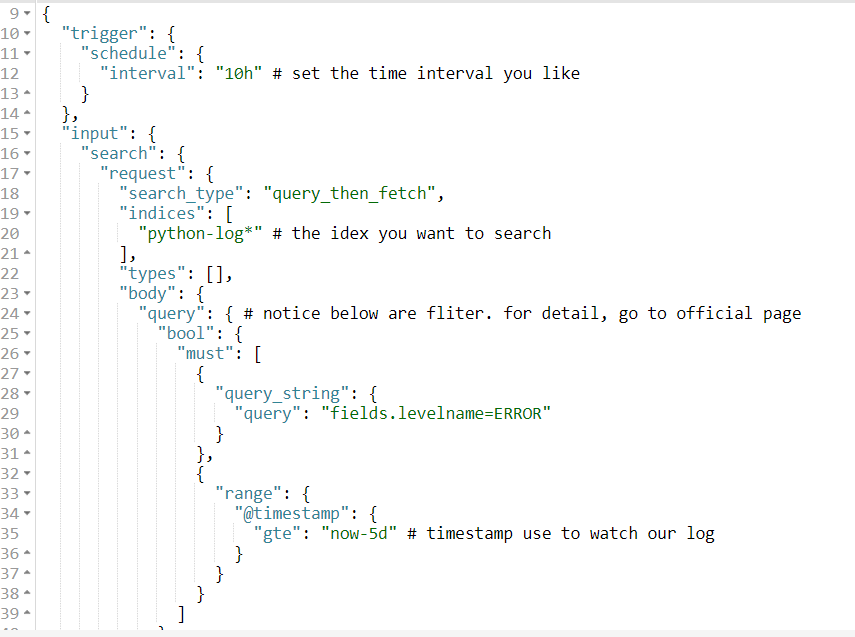 9 {
10 "trigger": {
11 "schedule": {
12 "interval": "10h" # set the time interval you like
13 }
14 },
15 "input": {
16 "search": {
17 "request": {
18 "search_type": "query_then_fetch",
19 "indices": [
20 "python-log*" # the idex you want to search
21 ],
22 "types": [],
23 "body": {
24 "query": { # notice below are fliter. for detail, go to official page
25 "bool": {
26 "must": [
27 {
28 "query_string": {
29 "query": "fields.levelname=ERROR"
30 }
31 },
32 {
33 "range": {
34 "@timestamp": {
35 "gte": "now-5d" # timestamp use to watch our log
36 }
37 }
38 }
39 ]